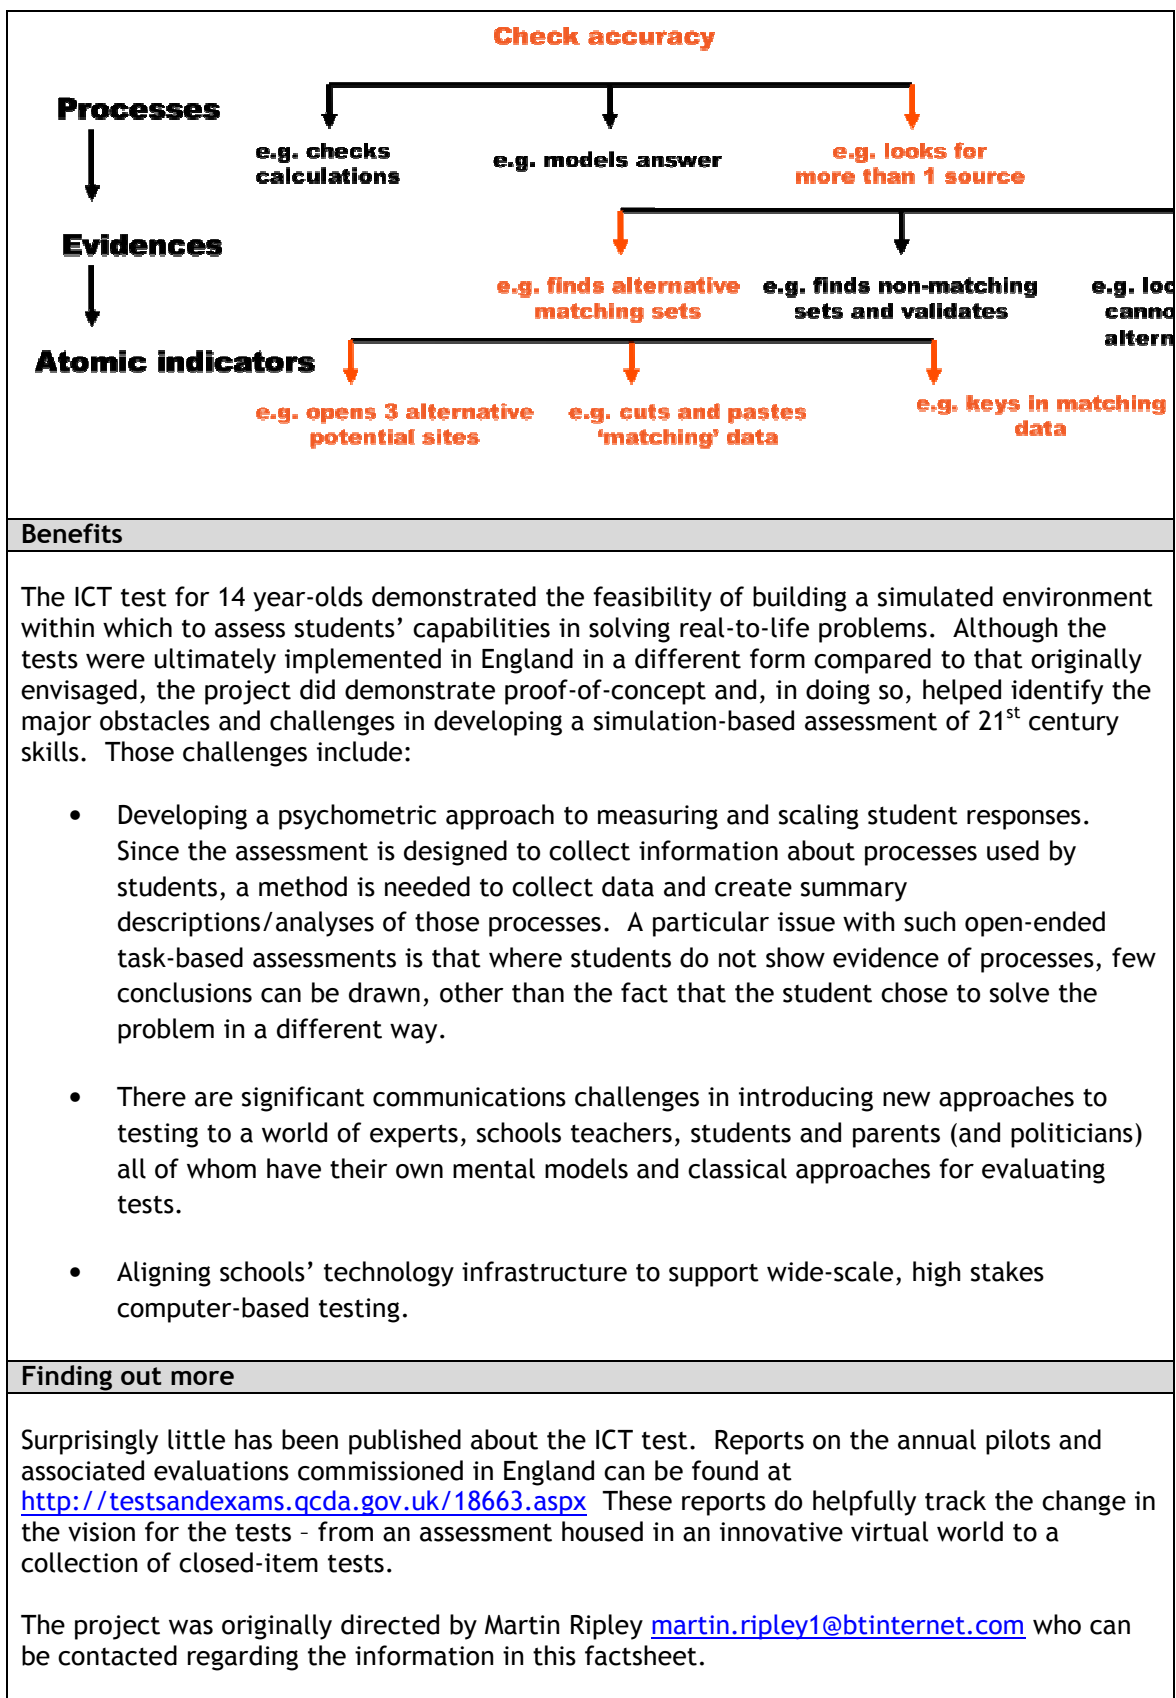 Check accuracy
Processes
e.g. checks
calculations
e.g. models answer
e.g. looks for
more than 1 source
Evidences
e.g. finds alternative
matching sets
e.g. finds non-matching
sets and validates
e.g.
Atomic indicators
e.g. opens 3 alternative
potential sites
e.g. cuts and pastes
‘matching’ data
e.g. keys in matching
data
Benefits
The ICT test for 14 year-olds demonstrated the feasibility of building a simulated environment
within which to assess students’ capabilities in solving real-to-life problems. Although the
tests were ultimately implemented in England in a different form compared to that originally
envisaged, the project did demonstrate proof-of-concept and, in doing so, helped identify the
major obstacles and challenges in developing a simulation-based assessment of 21st century
skills. Those challenges include:
• Developing a psychometric approach to measuring and scaling student responses.
Since the assessment is designed to collect information about processes used by
students, a method is needed to collect data and create summary
descriptions/analyses of those processes. A particular issue with such open-ended
task-based assessments is that where students do not show evidence of processes, few
conclusions can be drawn, other than the fact that the student chose to solve the
problem in a different way.
• There are significant communications challenges in introducing new approaches to
testing to a world of experts, schools teachers, students and parents (and politicians)
all of whom have their own mental models and classical approaches for evaluating
tests.
• Aligning schools’ technology infrastructure to support wide-scale, high stakes
computer-based testing.
Finding out more
Surprisingly little has been published about the ICT test. Reports on the annual pilots and
associated evaluations commissioned in England can be found at
http://testsandexams.qcda.gov.uk/18663.aspx These reports do helpfully track the change in
the vision for the tests – from an assessment housed in an innovative virtual world to a
collection of closed-item tests.
The project was originally directed by Martin Ripley martin.ripley1@btinternet.com who can
be contacted regarding the information in this factsheet.